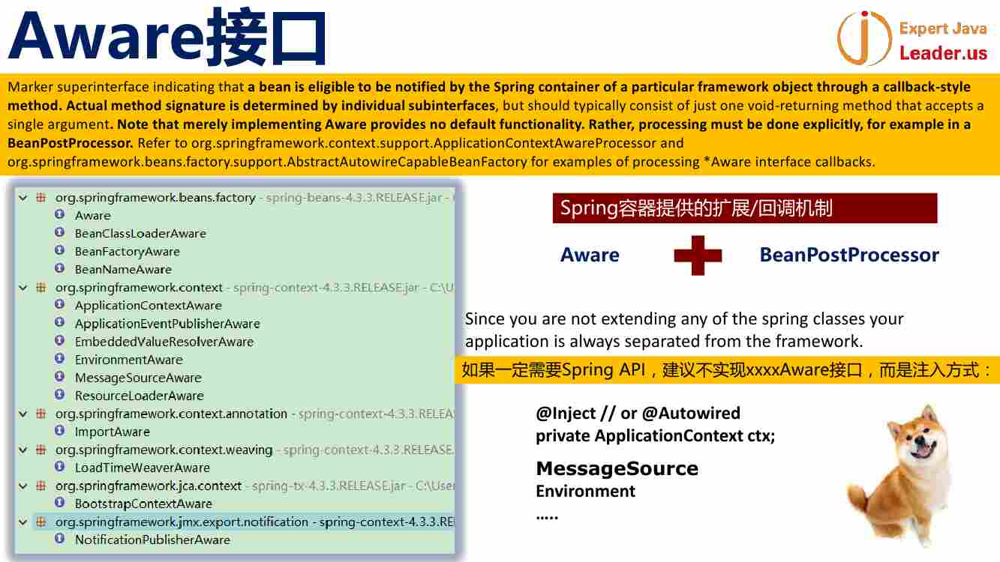 Aware接口
Expert Java
Leader.us
Marker superinterface indicating that a bean is eligible to be notified by the Spring container of a particular framework object through a callback-style
method. Actual method signature is determined by individual subinterfaces, but should typically consist of just one void-returning method that accepts a
single argument. Note that merely implementing Aware provides no default functionality. Rather, processing must be done explicitly, for example in a
BeanPostProcessor. Refer to org.springframework.context.support.ApplicationContextAwareProcessor and
org.springframework.beans.factory.support.AbstractAutowireCapableBeanFactory for examples of processing *Aware interface callbacks.
org.springframework.beans.factory - spring-beans-4.3.3.RELEASE.jar -
Aware
BeanClassLoaderAware
BeanFactoryAware
BeanNameAware
org.springframework.context - spring-context-4.3.3.RELEASE.jar - C:\U
ApplicationContextAware
ApplicationEventPublisherAware
EmbeddedValueResolverAware
EnvironmentAware
MessageSourceAware
ResourceLoaderAware
org.springframework.context.annotation - spring-context-4.3.3.RELEA
ImportAware
org.springframework.context.weaving - spring-context-4.3.3.RELEASE.
LoadTimeWeaverAware
org.springframework.jca.context - spring-tx-4.3.3.RELEASE.jar - C:\User
BootstrapContextAware
org.springframework.jmx.export.notification - spring-context-4.3.3.RE
NotificationPublisherAware
Spring容器提供的扩展/回调机制
Aware
BeanPostProcessor
Since you are not extending any of the spring classes your
application is always separated from the framework.
如果一定需要Spring API，建议不实现xxxxAware接口，而是注入方式：
@Inject // or @Autowired
private ApplicationContext ctx;
MessageSource
Environment
…..